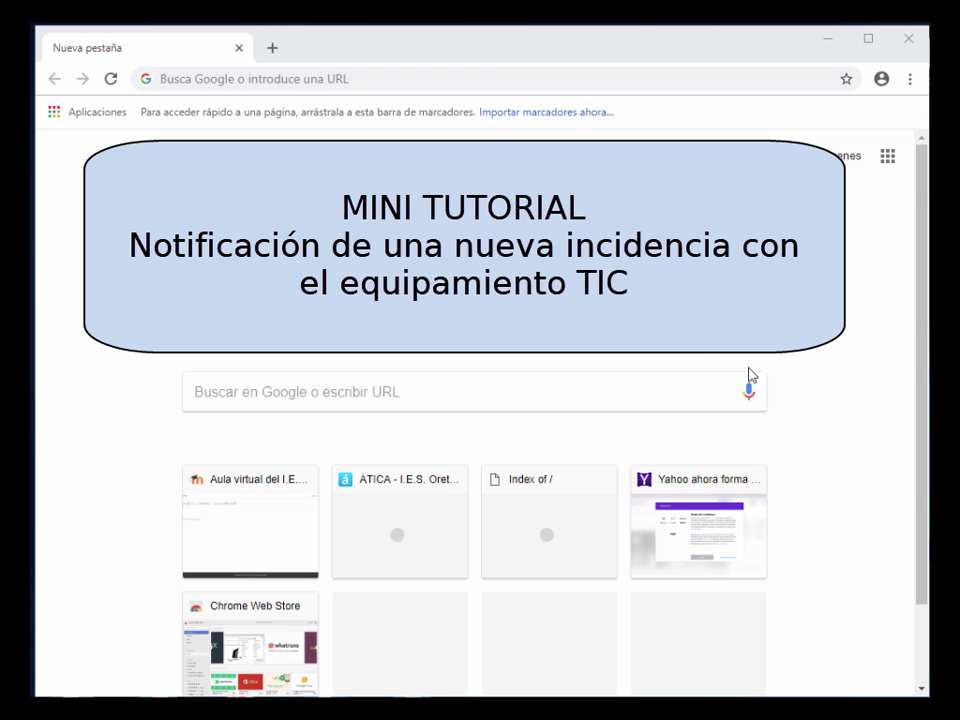 Nueva pestaña
Busca Google o introduce una URL
Aplicaciones Para acceder rápido a una página, arrástrala a esta barra de marcadores. Importar marcadores ahora...
enes
MINI TUTORIAL
Notificación de una nueva incidencia con
el equipamiento TIC
Buscar en Google o escribir URL
Aula virtual del I.E.... ÁTICA - I.E.S. Oret... Index of / Yahoo ahora forma ...
Chrome Web Store
whatruns
Office